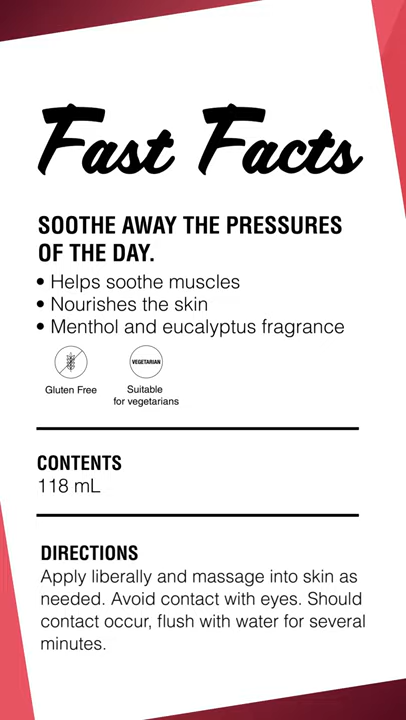 Fast Facts
SOOTHE AWAY THE PRESSURES
OF THE DAY.
• Helps soothe muscles
• Nourishes the skin
• Menthol and eucalyptus fragrance
VEGETARIAN
Gluten Free
Suitable
for vegetarians
CONTENTS
118 mL
DIRECTIONS
Apply liberally and massage into skin as
needed. Avoid contact with eyes. Should
contact occur, flush with water for several
minutes.